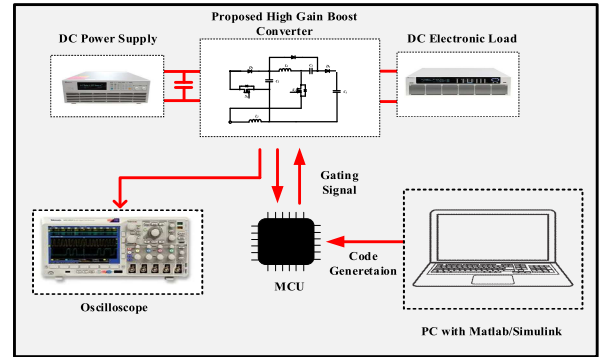 Proposed High Gain Boost
Converter
DC Power Supply
DC Electronic Load
Gating
Signal
Code
Generetaion
MCU
Oscilloscope
PC with Matlab/Simulink